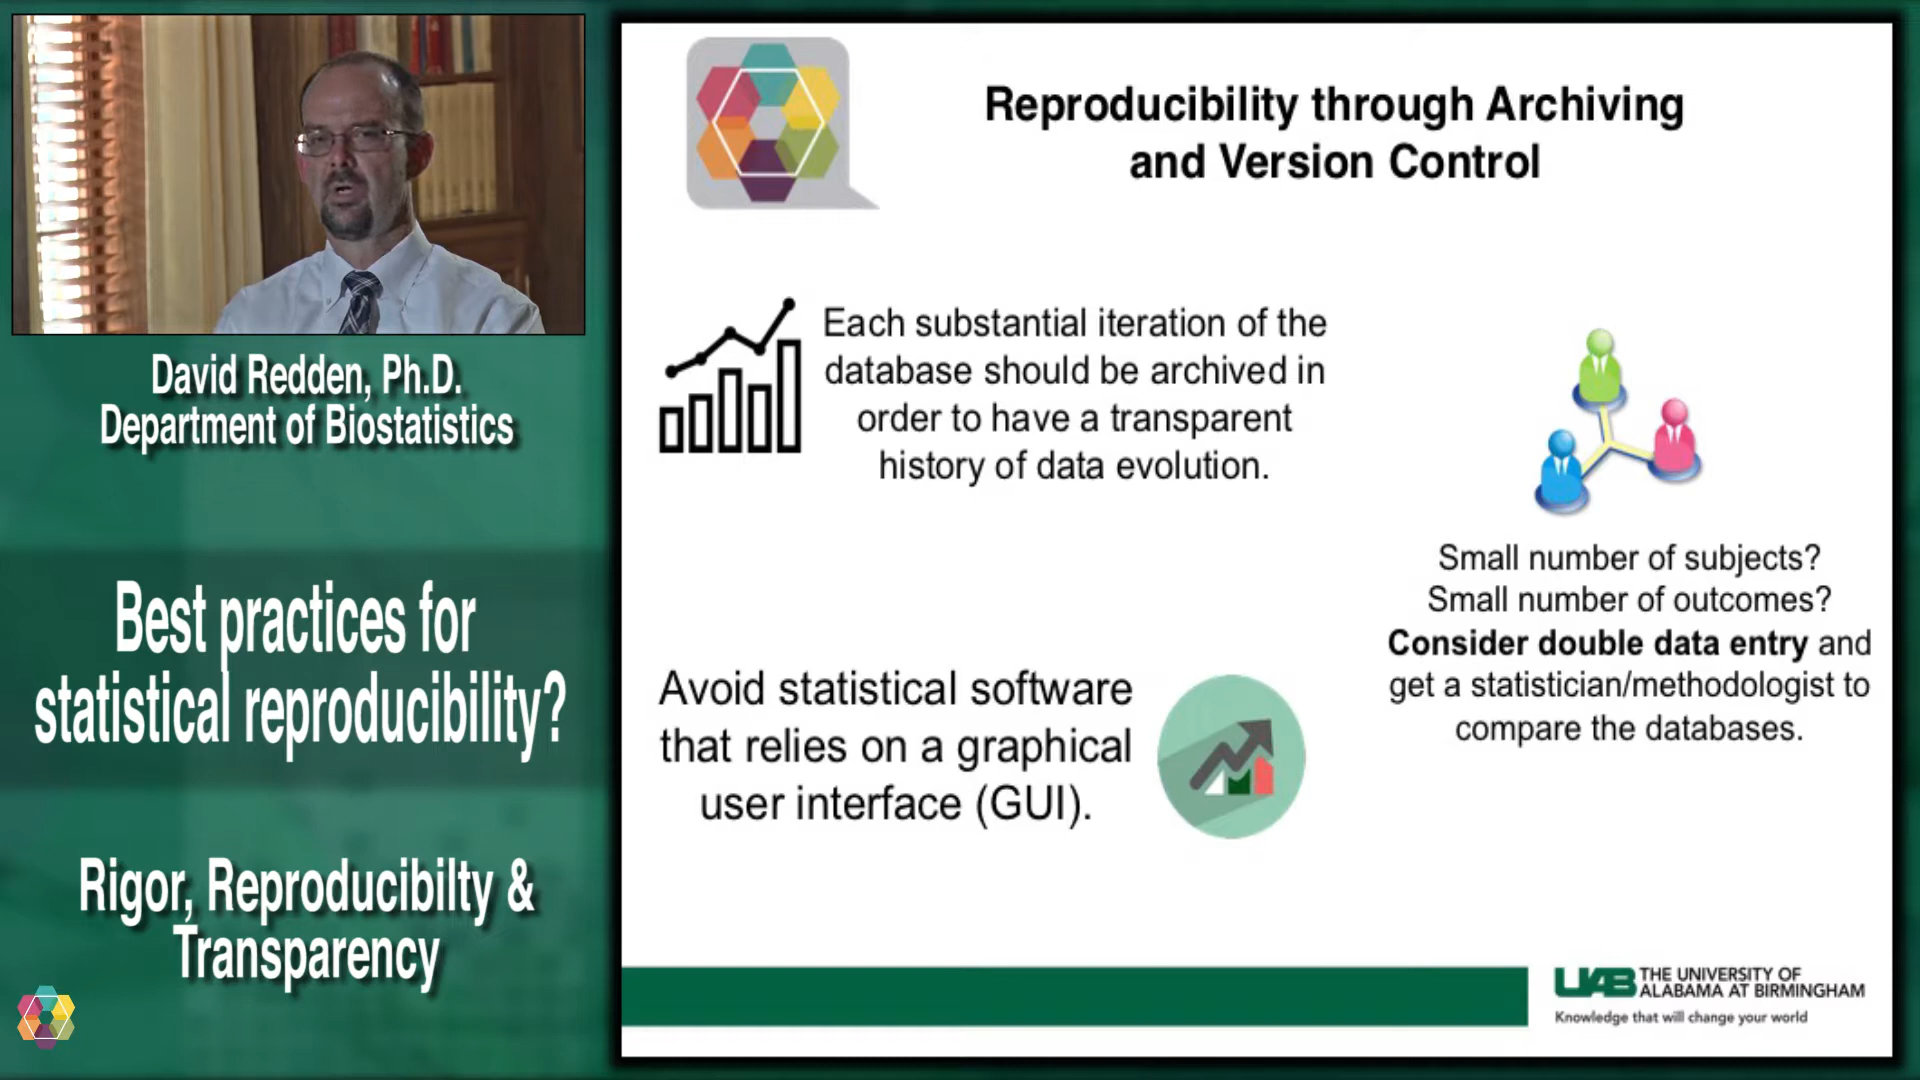 David Redden, Ph.D.
Department of Biostatistics
Best practices for
statistical reproducibility?
Rigor, Reproducibilty &
Transparency
Reproducibility through Archiving
and Version Control
Each substantial iteration of the
database should be archived in
order to have a transparent
history of data evolution.
Avoid statistical software
that relies on a graphical
user interface (GUI).
Small number of subjects?
Small number of outcomes?
Consider double data entry and
get a statistician/methodologist to
compare the databases.
UAB THE UNIVERSITY OF
ALABAMA AT BIRMINGHAM
Knowledge that will change your world